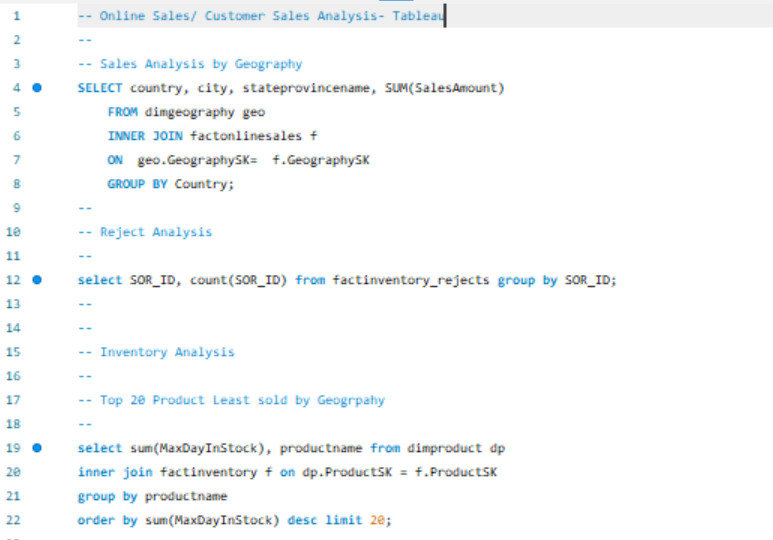 1 -- Online Sales/ Customer Sales Analysis- Tableau
2 --
3 -- Sales Analysis by Geography
4 SELECT country, city, stateprovincename, SUM(SalesAmount)
5 FROM dimgeography geo
6 INNER JOIN factonlinesales f
7 ON geo.GeographySK= f.GeographySK
8 GROUP BY Country;
9 --
10 -- Reject Analysis
11 --
12 select SOR_ID, count(SOR_ID) from factinventory_rejects group by SOR_ID;
13 --
14 --
15 -- Inventory Analysis
16 --
17 -- Top 20 Product Least sold by Geogrpahy
18 --
19 select sum(MaxDayInStock), productname from dimproduct dp
20 inner join factinventory f on dp.ProductSK = f.ProductSK
21 group by productname
22 order by sum(MaxDayInStock) desc limit 20;